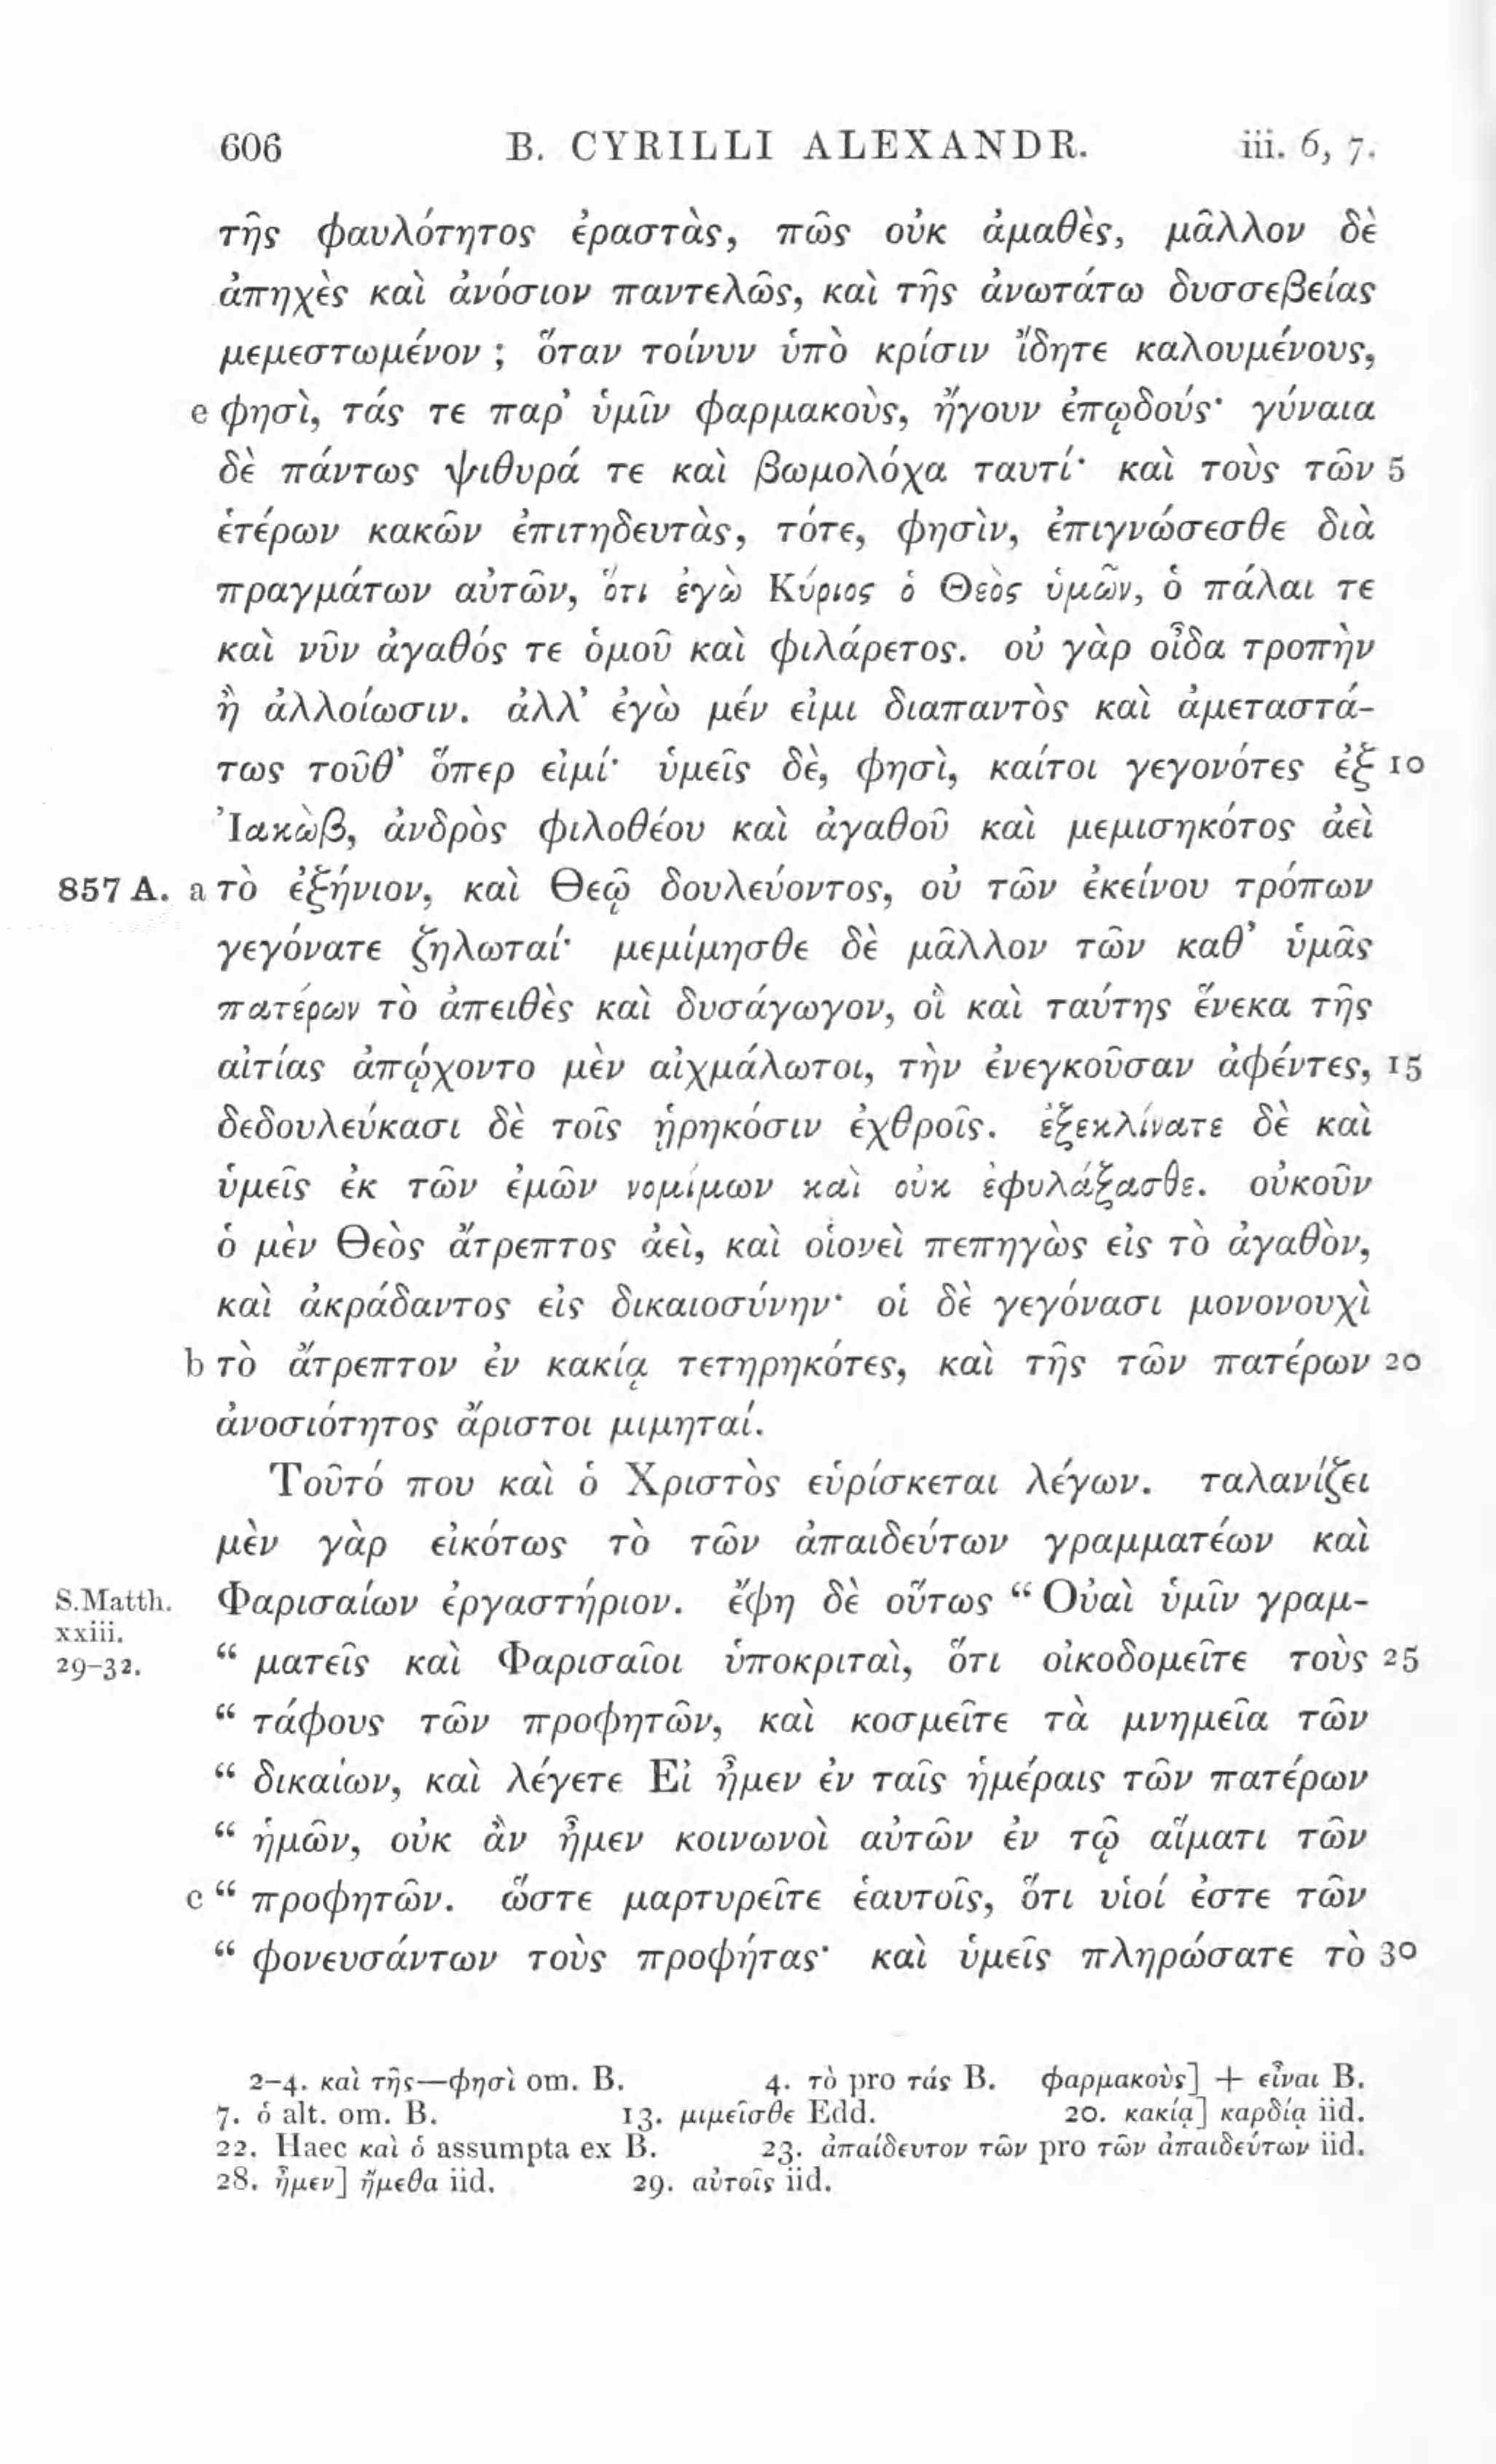 606 B. CYRILLI ALEXANDR. iii. 6, 7.
τῆς φαυλότητος ἐραστὰς, πῶς οὐκ ἀμαθὲς, μᾶλλον δὲ
ἀπηχὲς καὶ ἀνόσιον παντελῶς, καὶ τῆς ἀνωτάτω δυσσεβείας
μεμεστωμένον ; ὅταν τοίνυν ὑπὸ κρίσιν ἴδητε καλουμένους,
e φησὶ, τάς τε παρ’ ὑμῖν φαρμακοὺς, ἤγουν ἐπῳδούς· γύναια
δὲ πάντως ψιθυρά τε καὶ βωμολόχα ταυτί· καὶ τοὺς τῶν 5
ἑτέρων κακῶν ἐπιτηδευτὰς, τότε, φησὶν, ἐπιγνώσεσθε διὰ
πραγμάτων αὐτῶν, ὅτι ἐγὼ Κύριος ὁ Θεὸς ὑμῶν, ὁ πάλαι τε
καὶ νῦν ἀγαθός τε ὁμοῦ καὶ φιλάρετος. οὐ γὰρ οἶδα τροπὴν
ἢ ἀλλοίωσιν. ἀλλ’ ἐγὼ μέν εἰμι διαπαντὸς καὶ ἀμεταστά-
τως τοῦθ’ ὅπερ εἰμί· ὑμεῖς δὲ, φησὶ, καίτοι γεγονότες ἐξ 10
Ἰακὼβ, ἀνδρὸς φιλοθέου καὶ ἀγαθοῦ καὶ μεμισηκότος ἀεὶ
857 A. a τὸ ἐξήνιον, καὶ Θεῷ δουλεύοντος, οὐ τῶν ἐκείνου τρόπων
γεγόνατε ζηλωταί· μεμίμησθε δὲ μᾶλλον τῶν καθ’ ὑμᾶς
πατέρων τὸ ἀπειθὲς καὶ δυσάγωγον, οἳ καὶ ταύτης ἕνεκα τῆς
αἰτίας ἀπῴχοντο μὲν αἰχμάλωτοι, τὴν ἐνεγκοῦσαν ἀφέντες, 15
δεδουλεύκασι δὲ τοῖς ᾑρηκόσιν ἐχθροῖς. ἐξεκλίνατε δὲ καὶ
ὑμεῖς ἐκ τῶν ἐμῶν νομίμων καὶ οὐκ ἐφυλάξασθε. οὐκοῦν
ὁ μὲν Θεὸς ἄτρεπτος ἀεὶ, καὶ οἱονεὶ πεπηγὼς εἰς τὸ ἀγαθὸν,
καὶ ἀκράδαντος εἰς δικαιοσύνην· οἱ δὲ γεγόνασι μονονουχὶ
b τὸ ἄτρεπτον ἐν κακίᾳ τετηρηκότες, καὶ τῆς τῶν πατέρων 20
ἀνοσιότητος ἄριστοι μιμηταί.
Τοῦτό που καὶ ὁ Χριστὸς εὑρίσκεται λέγων. ταλανίζει
μὲν γὰρ εἰκότως τὸ τῶν ἀπαιδεύτων γραμματέων καὶ
S.Matth. Φαρισαίων ἐργαστήριον. ἔφη δὲ οὕτως “ Οὐαὶ ὑμῖν γραμ-
xxiii.
29-32. “ ματεῖς καὶ Φαρισαῖοι ὑποκριταὶ, ὅτι οἰκοδομεῖτε τοὺς 25
“ τάφους τῶν προφητῶν, καὶ κοσμεῖτε τὰ μνημεῖα τῶν
“ δικαίων, καὶ λέγετε Εἰ ἦμεν ἐν ταῖς ἡμέραις τῶν πατέρων
“ ἡμῶν, οὐκ ἂν ἦμεν κοινωνοὶ αὐτῶν ἐν τῷ αἵματι τῶν
c “ προφητῶν. ὥστε μαρτυρεῖτε ἑαυτοῖς, ὅτι υἱοί ἐστε τῶν
“ φονευσάντων τοὺς προφήτας· καὶ ὑμεῖς πληρώσατε τὸ 30
2-4. καὶ τῆς—φησὶ om. B. 4. τὸ pro τάς B. φαρμακοὺς] + εἶναι B.
7. ὁ alt. om. B. 13. μιμεῖσθε Edd. 20. κακίᾳ] καρδίᾳ iid.
22. Haec καὶ ὁ assumpta ex B. 23. ἀπαίδευτον τῶν pro τῶν ἀπαιδεύτων iid.
28. ἦμεν] ἤμεθα iid. 29. αὐτοῖς iid.